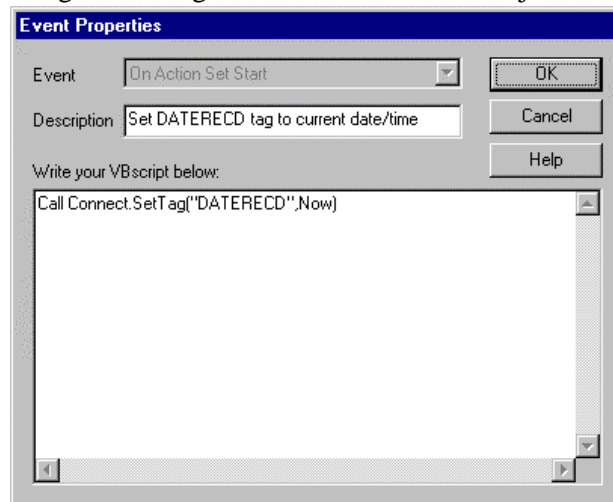 Event Properties
Event On Action Set Start OK
Description Set DATERECD tag to current date/time Cancel
Help
Write your VBscript below:
Call Connect.SetTag("DATERECD",Now)